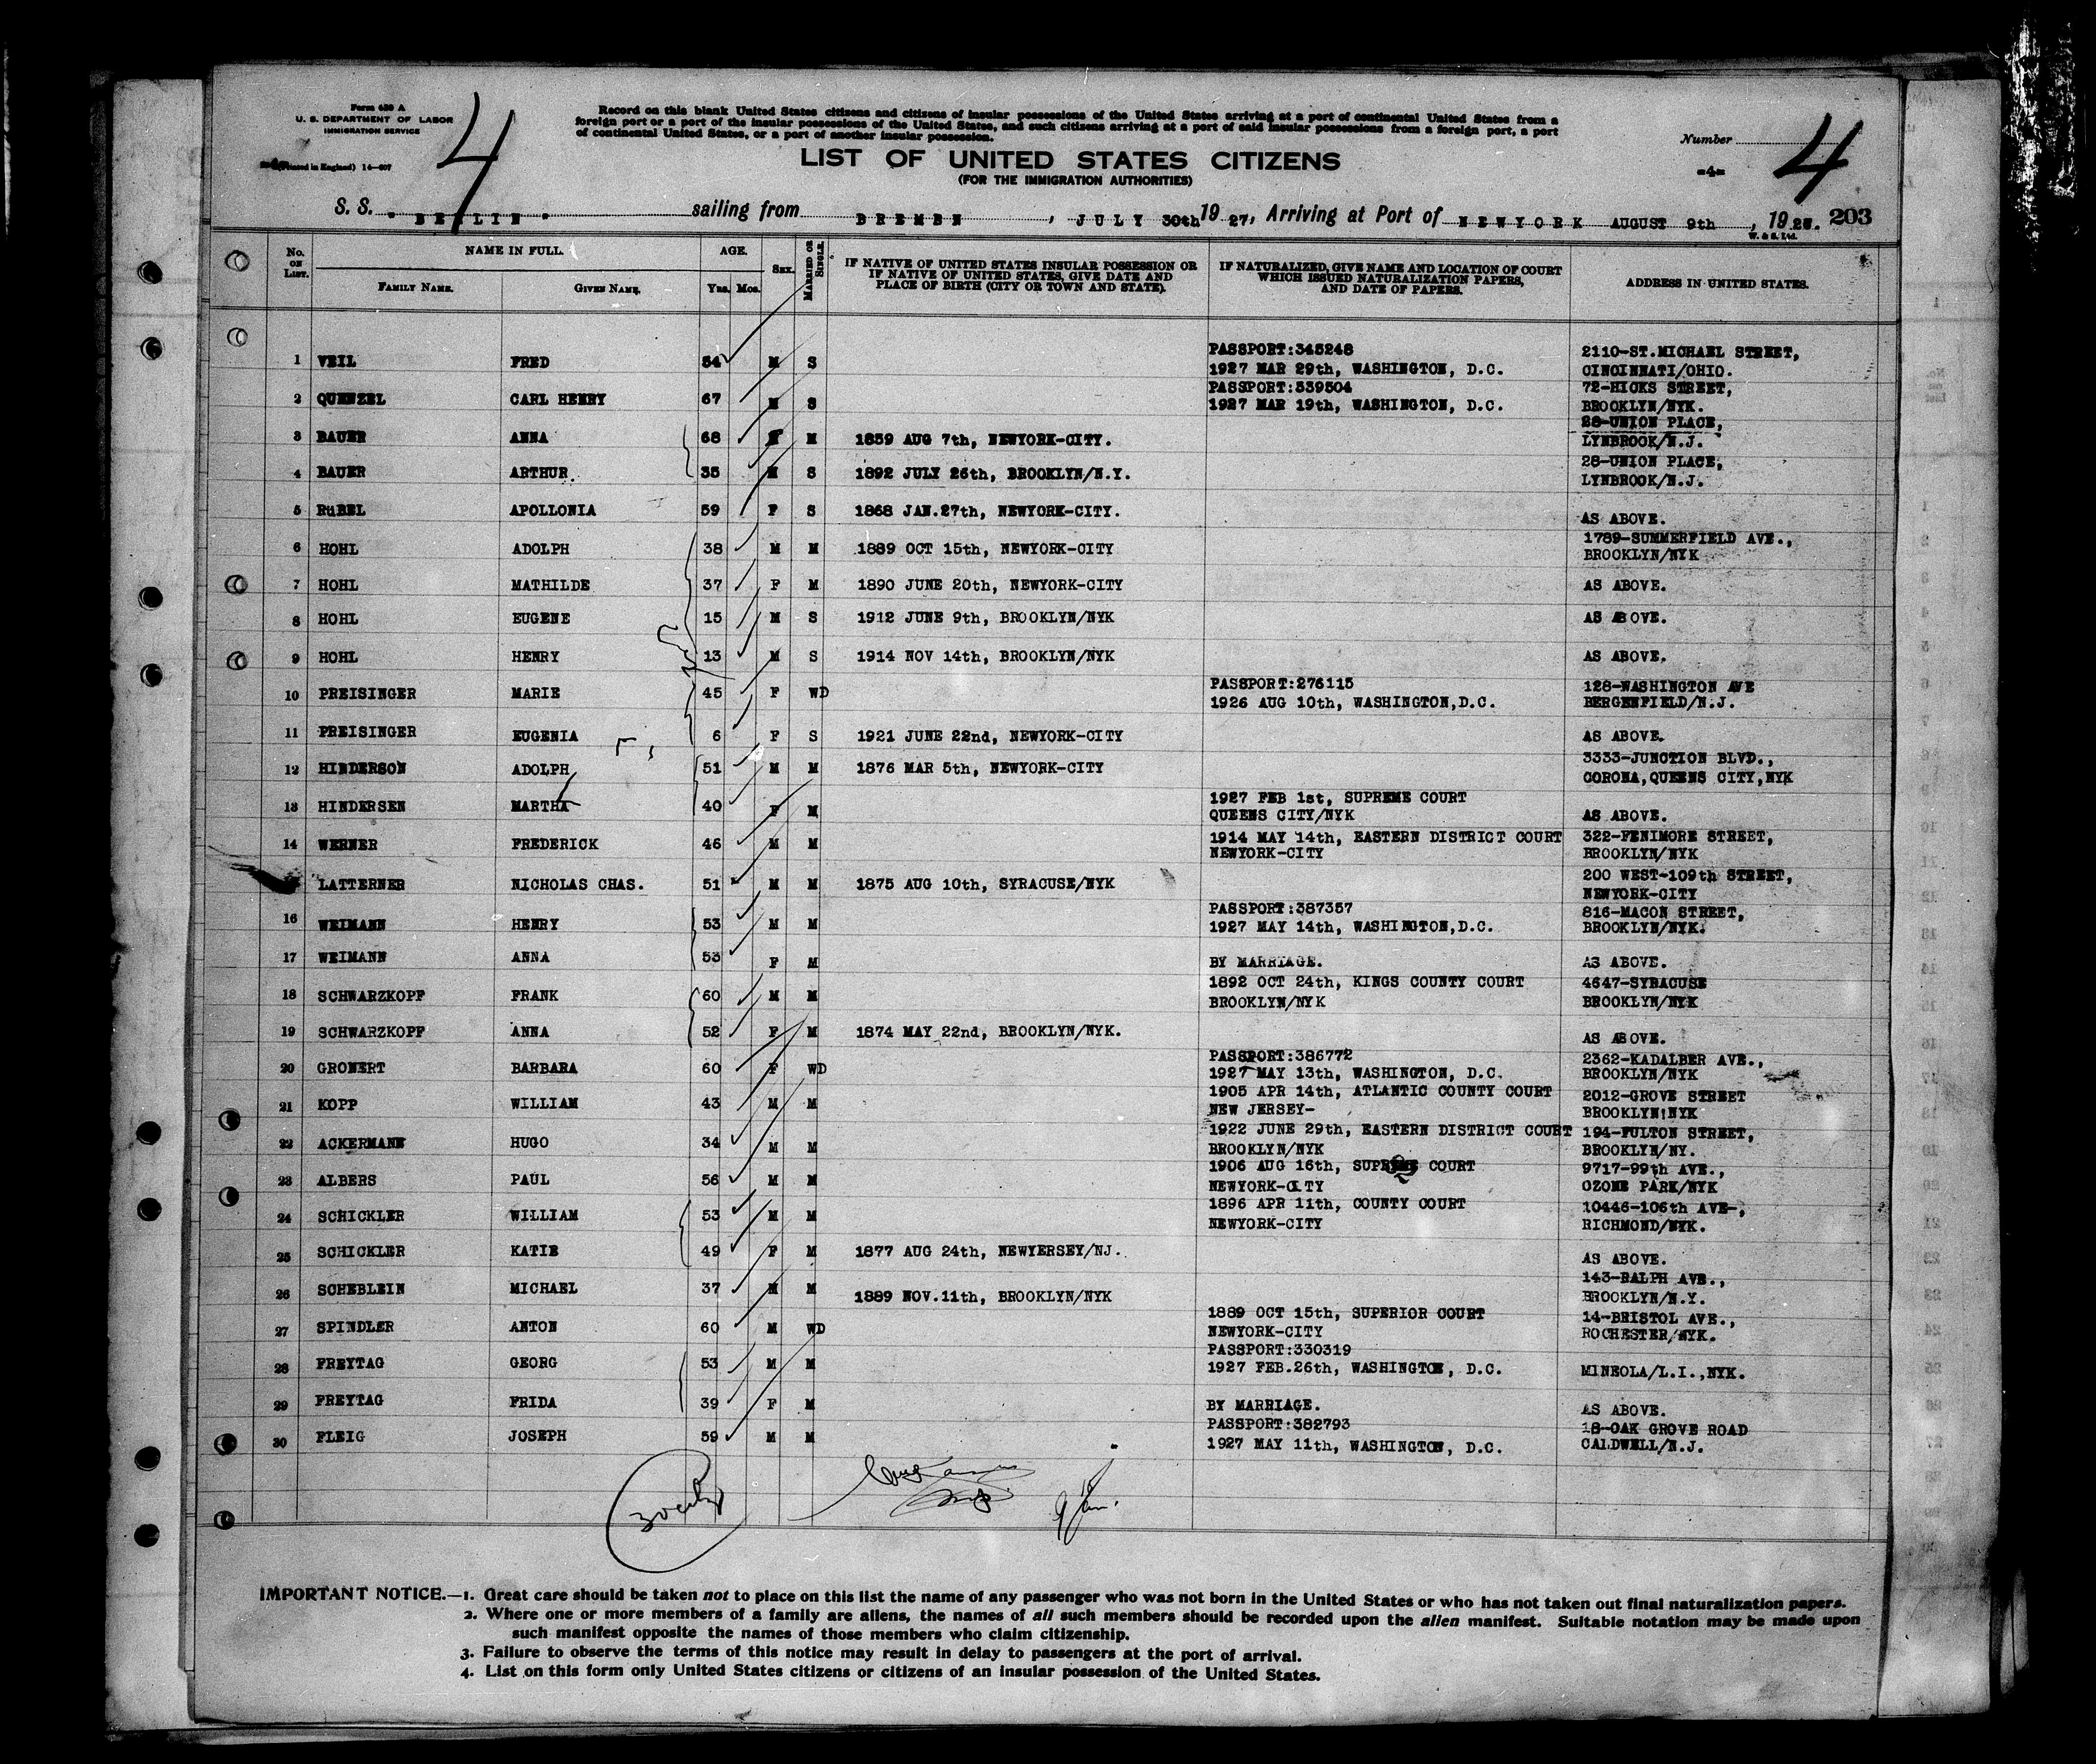 Form 630 A
U. S. DEPARTMENT OF LABOR
IMMIGRATION SERVICE
(Printed in England) 14—607
4
Record on this blank United States citizens and citizens of insular possessions of the United States arriving at a port of continental United States from a
foreign port or a port of the insular possessions of the United States, and such citizens arriving at a port of said insular possessions from a foreign port, a port
of continental United States, or a port of another insular possession.
LIST OF UNITED STATES CITIZENS
(FOR THE IMMIGRATION AUTHORITIES)
Number
-4-
4
S. S. " BERLIN " sailing from BREMEN , JULY 30th 19 27, Arriving at Port of NEWYORK AUGUST 9th , 19 27. 203
W. & S. Ltd.
No. ON LIST. NAME IN FULL. AGE. SEX. MARRIED OR SINGLE. IF NATIVE OF UNITED STATES INSULAR POSSESSION OR IF NATIVE OF UNITED STATES, GIVE DATE AND PLACE OF BIRTH (CITY OR TOWN AND STATE). IF NATURALIZED, GIVE NAME AND LOCATION OF COURT WHICH ISSUED NATURALIZATION PAPERS, AND DATE OF PAPERS. ADDRESS IN UNITED STATES.
FAMILY NAME. GIVEN NAME. Yrs. Mos.
1 VEIL FRED 54 M S PASSPORT:345248 1927 MAR 29th, WASHINGTON, D.C. 2110-ST.MICHAEL STREET, CINCINNATI/OHIO.
2 QUENZEL CARL HENRY 67 M S PASSPORT:339504 1927 MAR 19th, WASHINGTON, D.C. 72-HICKS STREET, BROOKLYN/NYK.
3 BAUER ANNA 68 M 1859 AUG 7th, NEWYORK-CITY. 28-UNION PLACE, LYNBROOK/N.J.
4 BAUER ARTHUR. 35 M S 1892 JULY 26th, BROOKLYN/N.Y. 28-UNION PLACE, LYNBROOK/N.J.
5 RüBEL APOLLONIA 59 F S 1868 JAN.27th, NEWYORK-CITY. AS ABOVE.
6 HOHL ADOLPH 38 M M 1889 OCT 15th, NEWYORK-CITY 1789-SUMMERFIELD AVE., BROOKLYN/NYK
7 HOHL MATHILDE 37 F M 1890 JUNE 20th, NEWYORK-CITY AS ABOVE.
8 HOHL EUGENE 15 M S 1912 JUNE 9th, BROOKLYN/NYK AS ABOVE.
9 HOHL HENRY 13 M S 1914 NOV 14th, BROOKLYN/NYK AS ABOVE.
10 PREISINGER MARIE 45 F WD PASSPORT:276115 1926 AUG 10th, WASHINGTON,D.C. 128-WASHINGTON AVE BERGENFIELD/N.J.
11 PREISINGER EUGENIA 6 F S 1921 JUNE 22nd, NEWYORK-CITY AS ABOVE.
12 HINDERSON ADOLPH 51 M M 1876 MAR 5th, NEWYORK-CITY 3333-JUNCTION BLVD., CORONA,QUEENS CITY,NYK
13 HINDERSEN MARTHA 40 F M 1927 FEB 1st, SUPREME COURT QUEENS CITY/NYK AS ABOVE.
14 WERNER FREDERICK 46 M M 1914 MAY 14th, EASTERN DISTRICT COURT NEWYORK-CITY 322-FENIMORE STREET, BROOKLYN/NYK
LATTERNER NICHOLAS CHAS. 51 M M 1875 AUG 10th, SYRACUSE/NYK 200 WEST-109th STREET, NEWYORK-CITY
16 WEIMANN HENRY 53 M M PASSPORT:387357 1927 MAY 14th, WASHINGTON,D.C. 816-MACON STREET, BROOKLYN/NYK.
17 WEIMANN ANNA 53 F M BY MARRIAGE. AS ABOVE.
18 SCHWARZKOPF FRANK 60 M M 1892 OCT 24th, KINGS COUNTY COURT BROOKLYN/NYK 4647-SYRACUSE BROOKLYN/NYK
19 SCHWARZKOPF ANNA 52 F M 1874 MAY 22nd, BROOKLYN/NYK. AS ABOVE.
20 GRONERT BARBARA 60 F WD PASSPORT:386772 1927 MAY 13th, WASHINGTON, D.C. 2362-KADALBER AVE., BROOKLYN/NYK
21 KOPP WILLIAM 43 M M 1905 APR 14th, ATLANTIC COUNTY COURT NEW JERSEY- 2012-GROVE STREET BROOKLYN!NYK
22 ACKERMANN HUGO 34 M M 1922 JUNE 29th, EASTERN DISTRICT COURT BROOKLYN/NYK 194-FULTON STREET, BROOKLYN/NY.
23 ALBERS PAUL 56 M M 1906 AUG 16th, SUPREME COURT NEWYORK-CITY 9717-99th AVE., OZONE PARK/NYK
24 SCHICKLER WILLIAM 53 M M 1896 APR 11th, COUNTY COURT NEWYORK-CITY 10446-106th AVE-, RICHMOND/NYK.
25 SCHICKLER KATIE 49 F M 1877 AUG 24th, NEWYERSEY/NJ. AS ABOVE.
26 SCHEBLEIN MICHAEL 37 M M 1889 NOV.11th, BROOKLYN/NYK 143-RALPH AVE., BROOKLYN/N.Y.
27 SPINDLER ANTON 60 M WD 1889 OCT 15th, SUPERIOR COURT NEWYORK-CITY 14-BRISTOL AVE., ROCHESTER/NYK.
28 FREYTAG GEORG 53 M M PASSPORT:330319 1927 FEB.26th, WASHINGTON, D.C. MINEOLA/L.I.,NYK.
29 FREYTAG FRIDA 39 F M BY MARRIAGE. AS ABOVE.
30 FLEIG JOSEPH 59 M M PASSPORT:382793 1927 MAY 11th, WASHINGTON, D.C. 18-OAK GROVE ROAD CALDWELL/N.J.
IMPORTANT NOTICE.—1. Great care should be taken not to place on this list the name of any passenger who was not born in the United States or who has not taken out final naturalization papers.
2. Where one or more members of a family are aliens, the names of all such members should be recorded upon the alien manifest. Suitable notation may be made upon
such manifest opposite the names of those members who claim citizenship.
3. Failure to observe the terms of this notice may result in delay to passengers at the port of arrival.
4. List on this form only United States citizens or citizens of an insular possession of the United States.